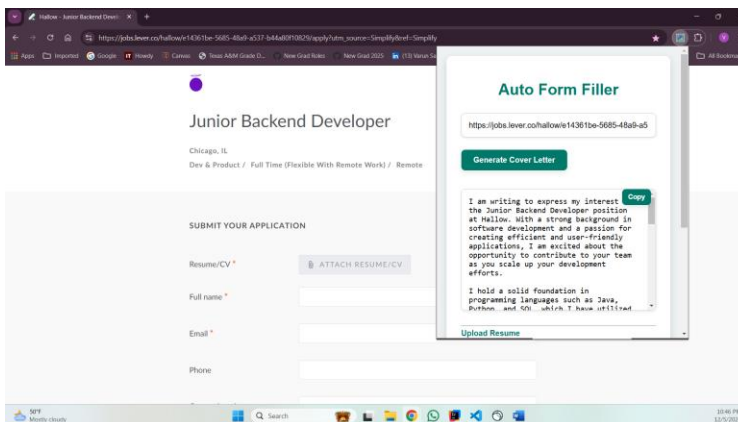 Hallow - Junior Backend Devel
https://jobs.lever.co/hallow/e14361be-5685-48a9-a537-b44a80f10829/apply?utm_source=Simplify&ref=Simplify
Apps Imported Google Howdy Canvas Texas A&M Grade D... New Grad Roles New Grad 2025 (13) Varun Sa
All Bookma
Junior Backend Developer
Chicago, IL
Dev & Product / Full Time (Flexible With Remote Work) / Remote
SUBMIT YOUR APPLICATION
Resume/CV *
ATTACH RESUME/CV
Full name *
Email *
Phone
Auto Form Filler
https://jobs.lever.co/hallow/e14361be-5685-48a9-a5
Generate Cover Letter
Copy
I am writing to express my interest
the Junior Backend Developer position
at Hallow. With a strong background in
software development and a passion for
creating efficient and user-friendly
applications, I am excited about the
opportunity to contribute to your team
as you scale up your development
efforts.
I hold a solid foundation in
programming languages such as Java,
Python, and SQL, which I have utilized
Upload Resume
50°F
Mostly cloudy
Search
10:46 PM
12/5/202